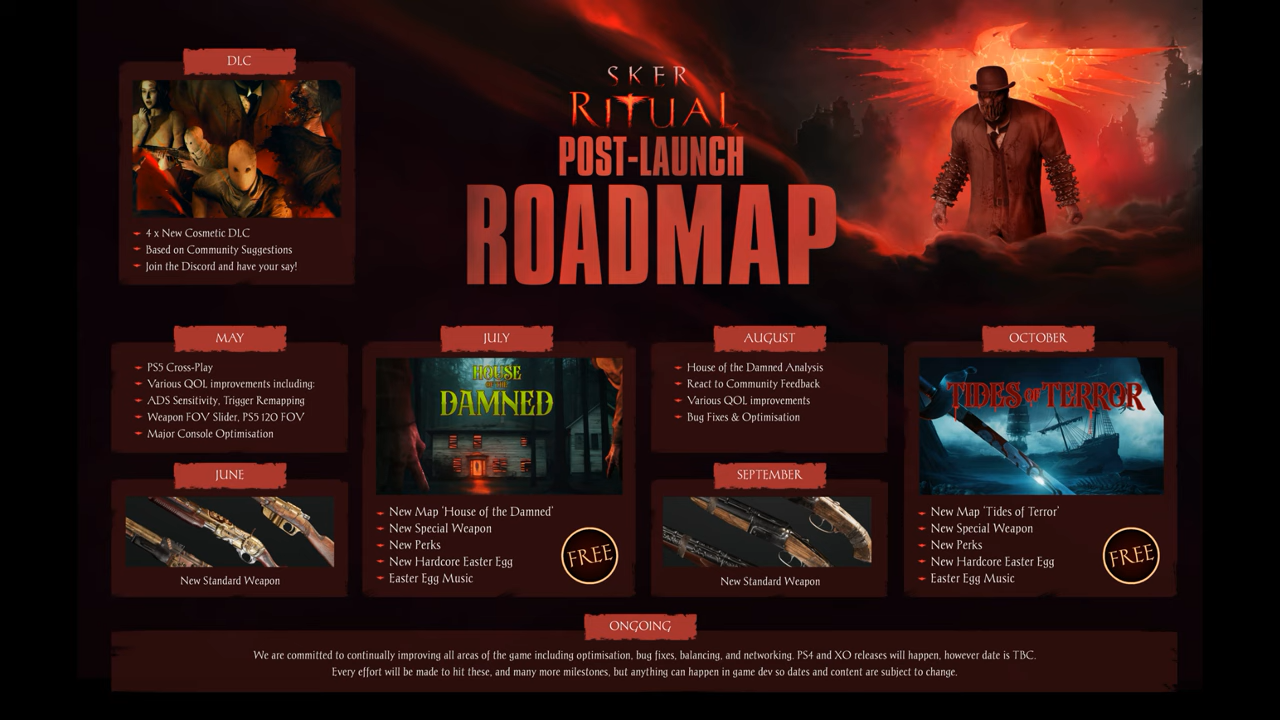 DLC
4 x New Cosmetic DLC
Based on Community Suggestions
Join the Discord and have your say!
SKER
RITUAL
POST-LAUNCH
ROADMAP
MAY
PS5 Cross-Play
Various QOL improvements including:
ADS Sensitivity, Trigger Remapping
Weapon FOV Slider, PS5 120 FOV
Major Console Optimisation
JUNE
New Standard Weapon
JULY
HOUSE
OF THE
DAMNED
New Map 'House of the Damned'
New Special Weapon
New Perks
New Hardcore Easter Egg
Easter Egg Music
FREE
AUGUST
House of the Damned Analysis
React to Community Feedback
Various QOL improvements
Bug Fixes & Optimisation
SEPTEMBER
New Standard Weapon
OCTOBER
TIDES OF TERROR
New Map 'Tides of Terror'
New Special Weapon
New Perks
New Hardcore Easter Egg
Easter Egg Music
FREE
ONGOING
We are committed to continually improving all areas of the game including optimisation, bug fixes, balancing, and networking. PS4 and XO releases will happen, however date is TBC.
Every effort will be made to hit these, and many more milestones, but anything can happen in game dev so dates and content are subject to change.